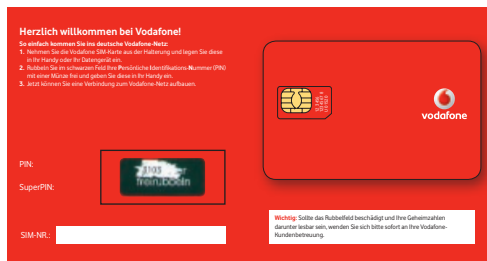 Herzlich willkommen bei Vodafone!
So einfach kommen Sie ins deutsche Vodafone-Netz:
1. Nehmen Sie die Vodafone SIM-Karte aus der Halterung und legen Sie diese
in Ihr Handy oder Ihr Datengerät ein.
2. Rubbeln Sie im schwarzen Feld Ihre Persönliche Identifikations-Nummer (PIN)
mit einer Münze frei und geben Sie diese in Ihr Handy ein.
3. Jetzt können Sie eine Verbindung zum Vodafone-Netz aufbauen.
PIN:
3103
freirubbeln
SuperPIN:
SIM-NR.:
vodafone
Wichtig: Sollte das Rubbelfeld beschädigt und Ihre Geheimzahlen
darunter lesbar sein, wenden Sie sich bitte sofort an Ihre Vodafone-
Kundenbetreuung.